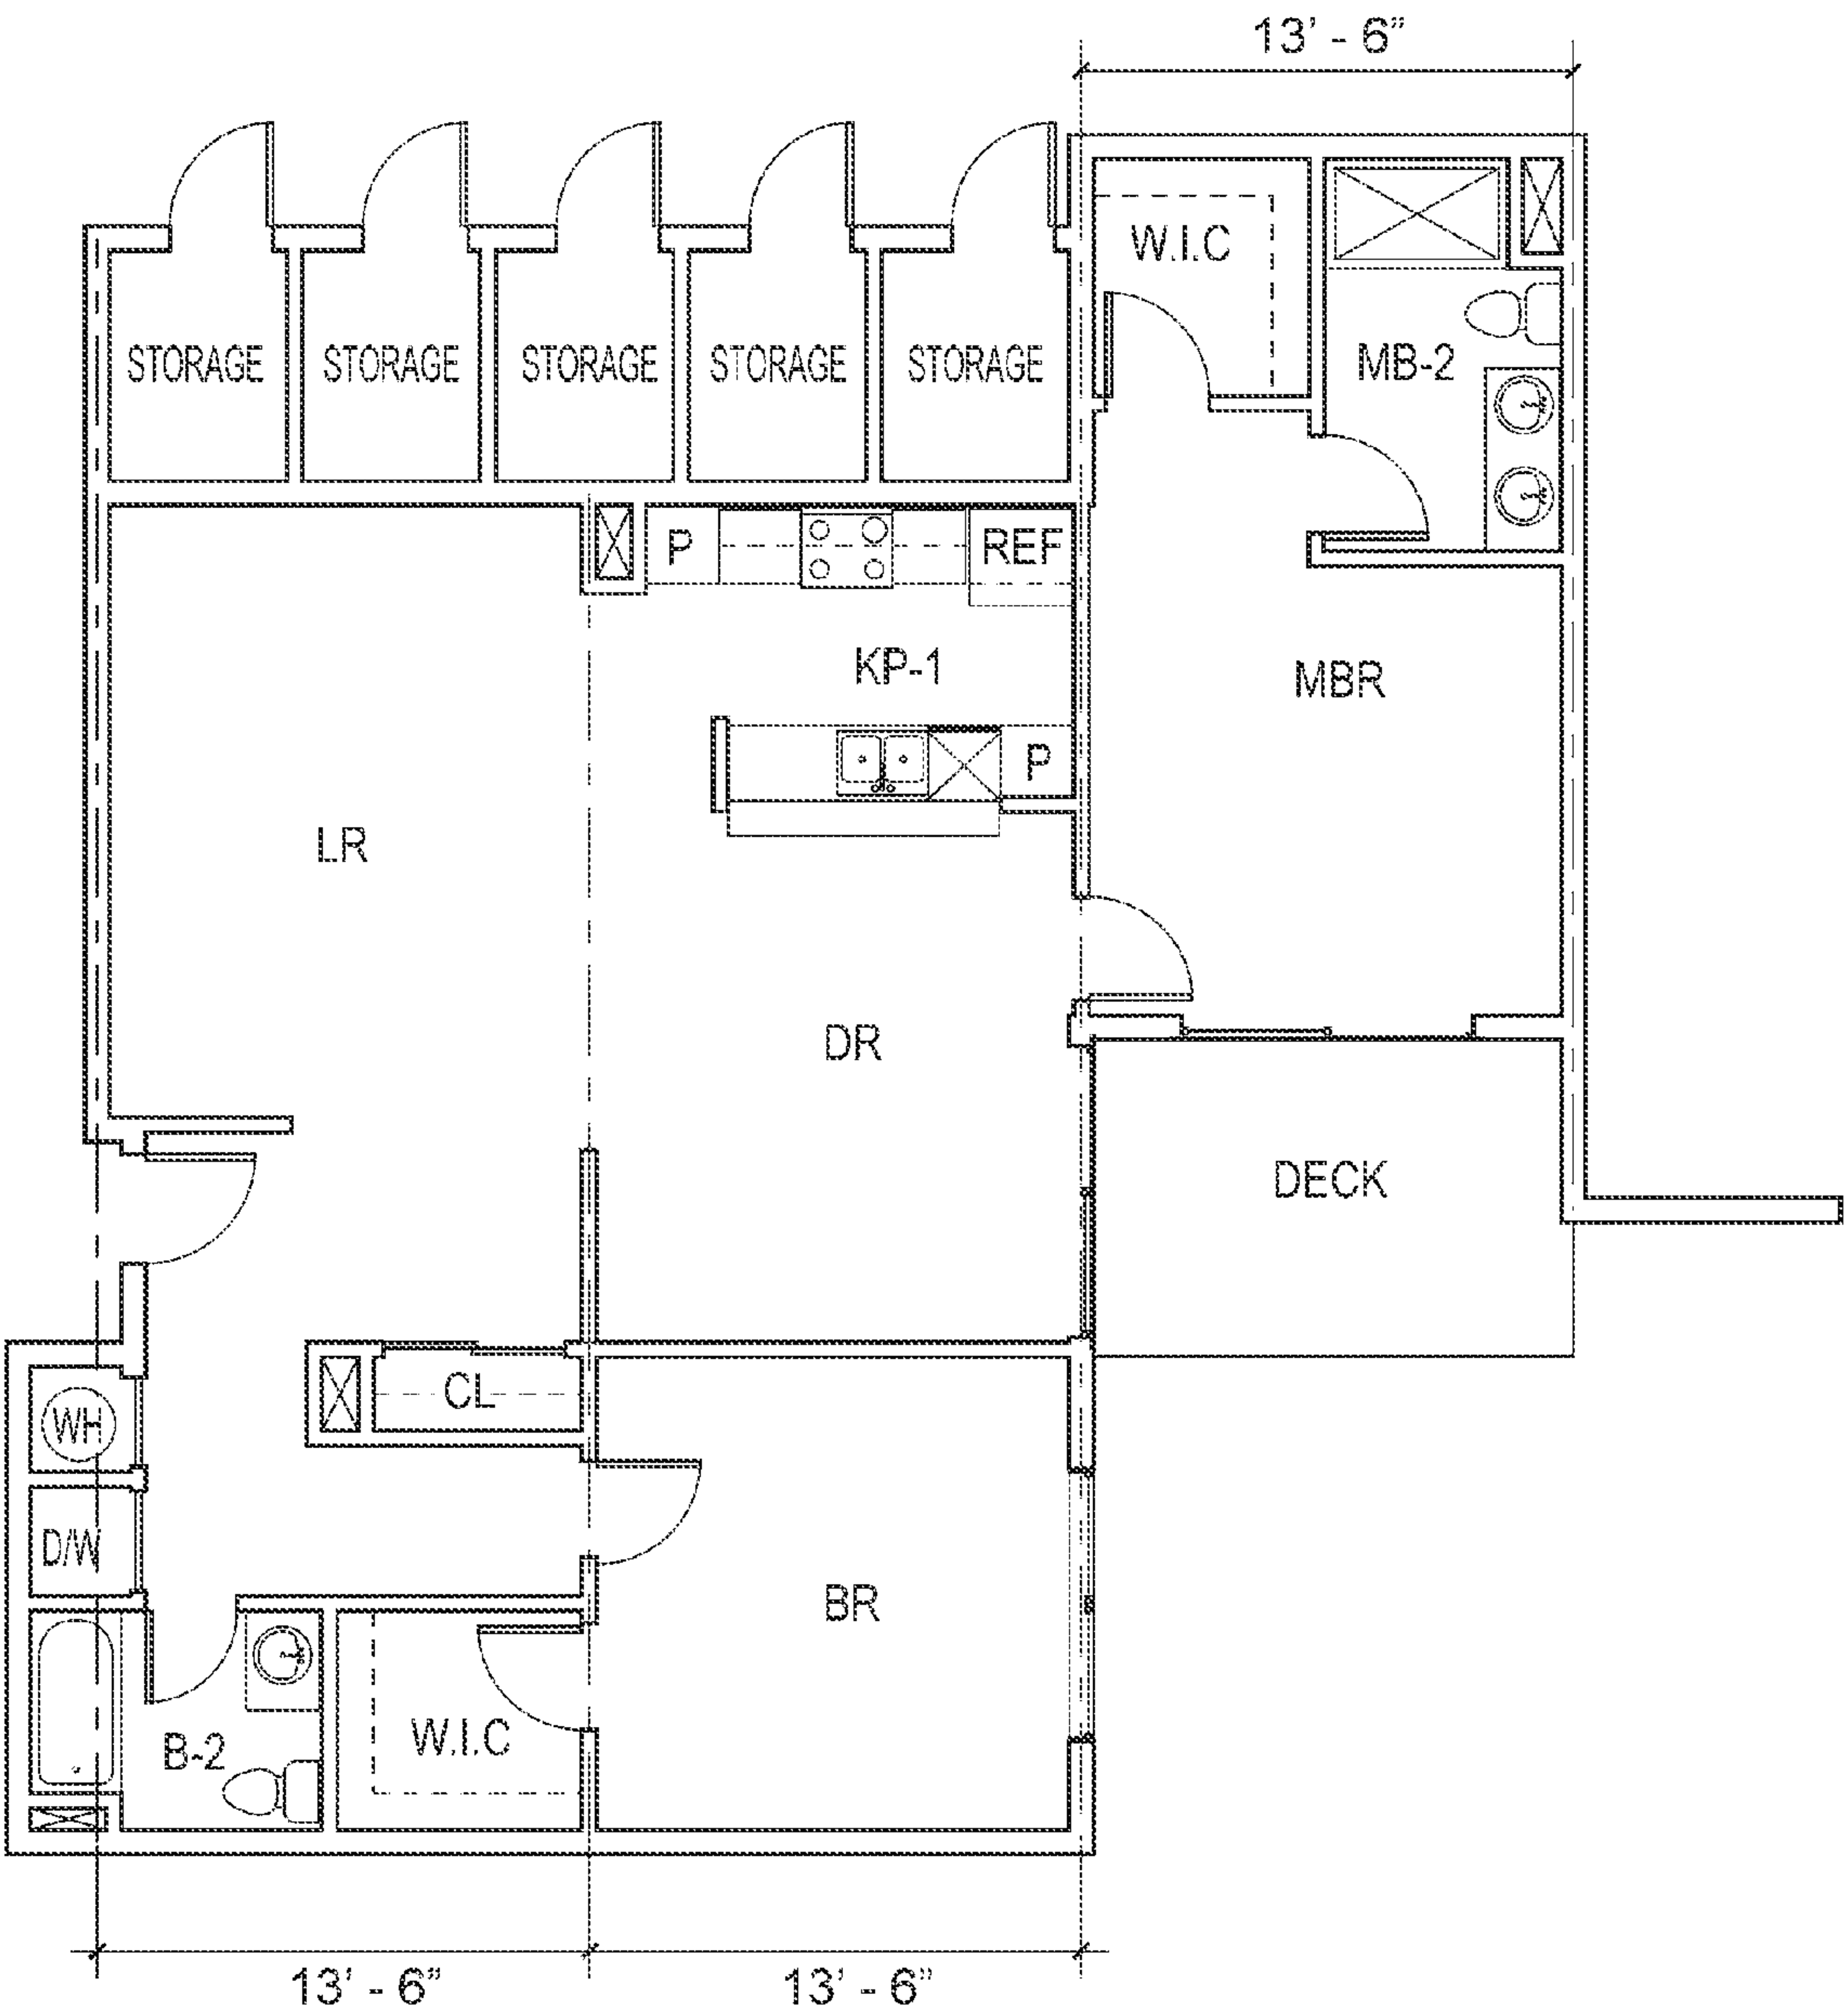 13' - 6"
W.I.C
STORAGE
STORAGE
STORAGE
STORAGE
STORAGE
MB-2
P
REF
KP-1
MBR
P
LR
DR
DECK
CL
WH
D/W
BR
B-2
W.I.C
13' - 6"
13' - 6"